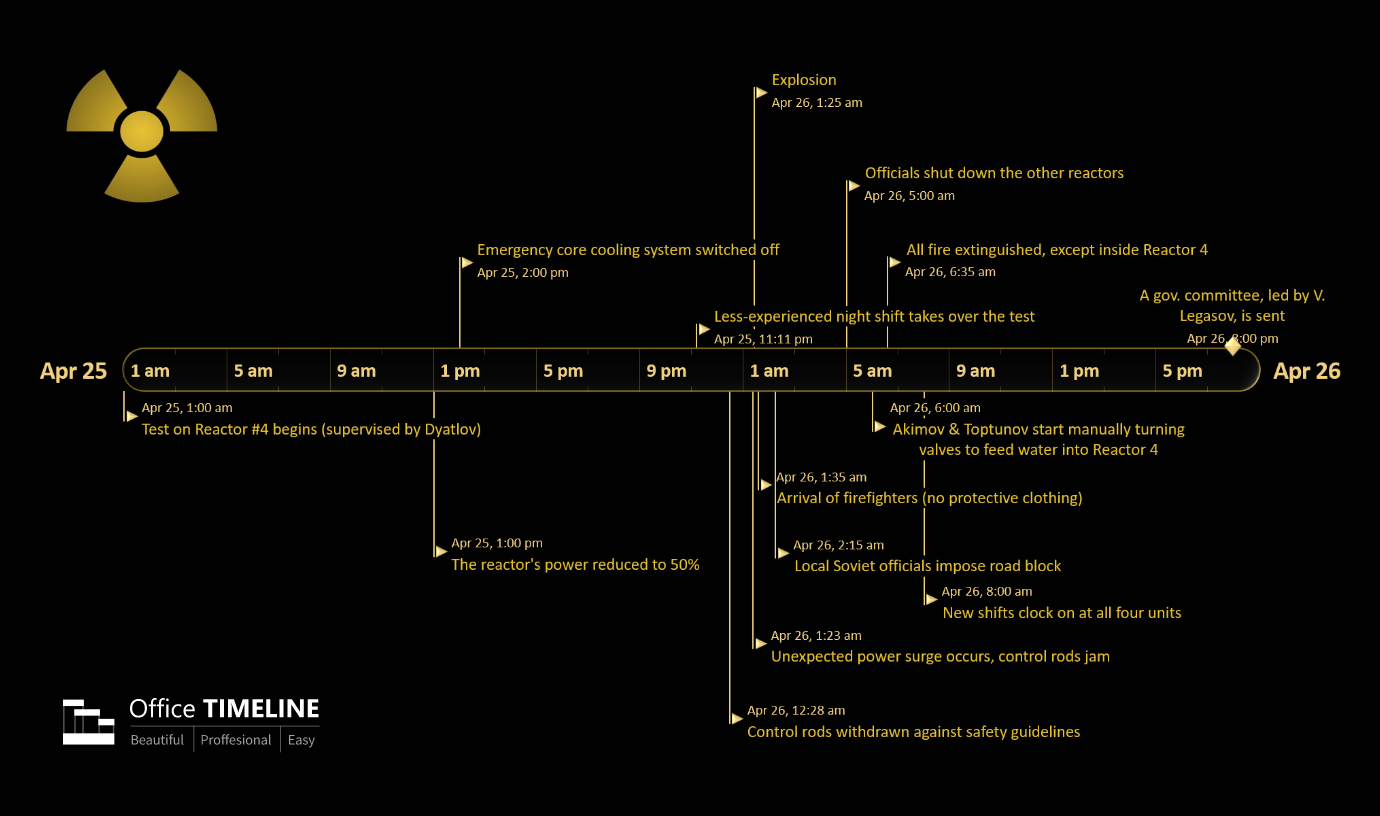 Explosion
Apr 26, 1:25 am
Officials shut down the other reactors
Apr 26, 5:00 am
Emergency core cooling system switched off
Apr 25, 2:00 pm
All fire extinguished, except inside Reactor 4
Apr 26, 6:35 am
A gov. committee, led by V.
Legasov, is sent
Apr 26, :00 pm
Less-experienced night shift takes over the test
Apr 25, 11:11 pm
Apr 25 1 am 5 am 9 am 1 pm 5 pm 9 pm 1 am 5 am 9 am 1 pm 5 pm Apr 26
Apr 25, 1:00 am
Test on Reactor #4 begins (supervised by Dyatlov)
Apr 26, 6:00 am
Akimov & Toptunov start manually turning
valves to feed water into Reactor 4
Apr 26, 1:35 am
Arrival of firefighters (no protective clothing)
Apr 25, 1:00 pm
The reactor's power reduced to 50%
Apr 26, 2:15 am
Local Soviet officials impose road block
Apr 26, 8:00 am
New shifts clock on at all four units
Apr 26, 1:23 am
Unexpected power surge occurs, control rods jam
Apr 26, 12:28 am
Control rods withdrawn against safety guidelines
Office TIMELINE
Beautiful Proffesional Easy